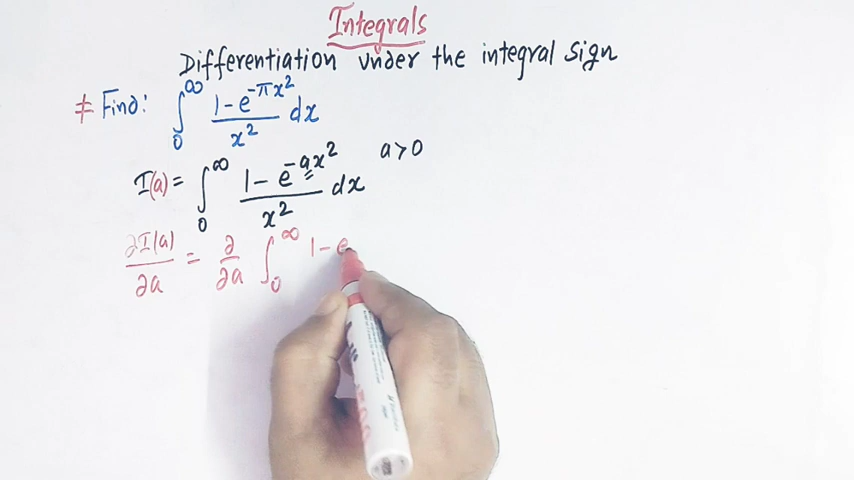 Integrals
Differentiation under the integral sign
≠ Find: ∫₀^∞ (1-e^(-πx²))/x² dx
I(a) = ∫₀^∞ (1-e^(-ax²))/x² dx a>0
∂I(a)/∂a = ∂/∂a ∫₀^∞ 1-e